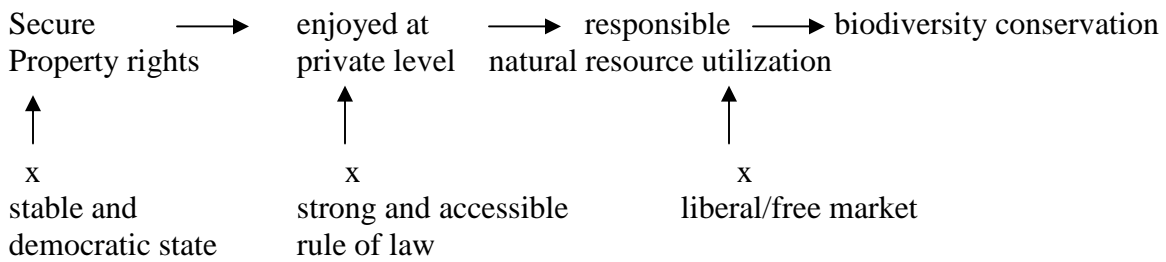 Secure enjoyed at responsible biodiversity conservation
Property rights private level natural resource utilization
x x x
stable and strong and accessible liberal/free market
democratic state rule of law